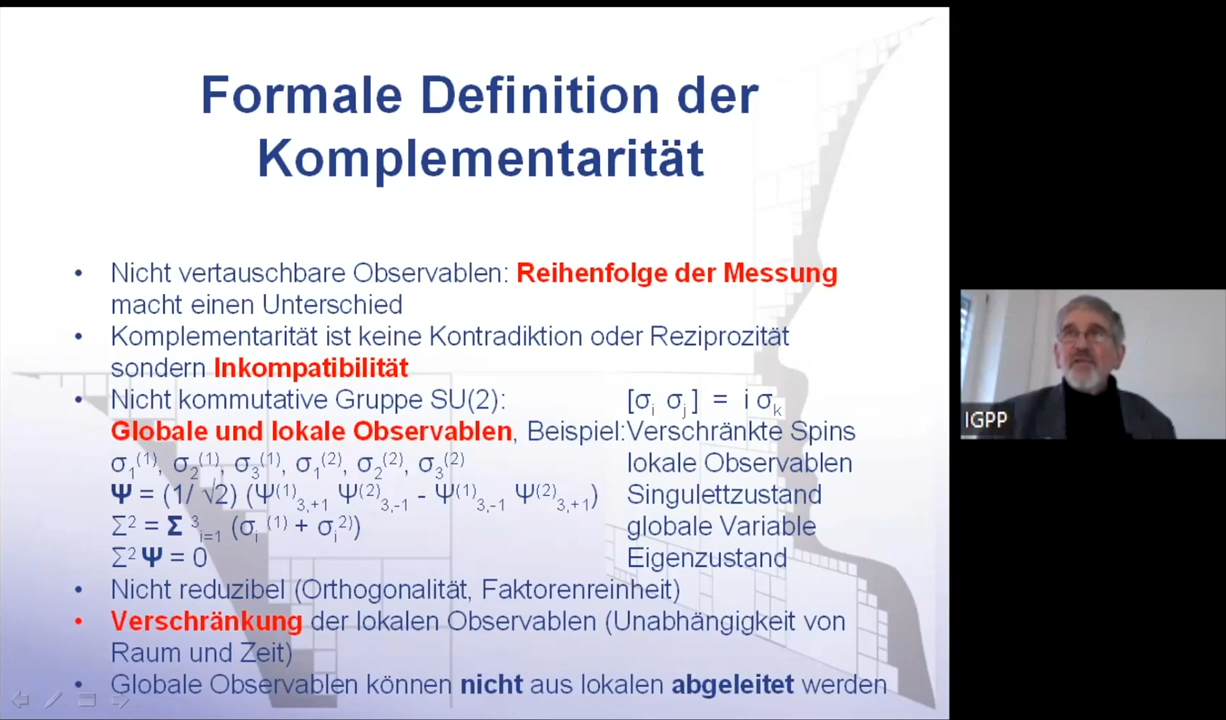 Formale Definition der
Komplementarität
• Nicht vertauschbare Observablen: Reihenfolge der Messung
macht einen Unterschied
• Komplementarität ist keine Kontradiktion oder Reziprozität
sondern Inkompatibilität
• Nicht kommutative Gruppe SU(2): [σᵢ σⱼ] = i σₖ
Globale und lokale Observablen, Beispiel:Verschränkte Spins
σ₁⁽¹⁾, σ₂⁽¹⁾, σ₃⁽¹⁾, σ₁⁽²⁾, σ₂⁽²⁾, σ₃⁽²⁾ lokale Observablen
Ψ = (1/ √2) (Ψ⁽¹⁾₃,₊₁ Ψ⁽²⁾₃,₋₁ - Ψ⁽¹⁾₃,₋₁ Ψ⁽²⁾₃,₊₁) Singulettzustand
Σ² = Σ ³ᵢ₌₁ (σᵢ⁽¹⁾ + σᵢ²⁾) globale Variable
Σ² Ψ = 0 Eigenzustand
• Nicht reduzibel (Orthogonalität, Faktorenreinheit)
• Verschränkung der lokalen Observablen (Unabhängigkeit von
Raum und Zeit)
• Globale Observablen können nicht aus lokalen abgeleitet werden
IGPP